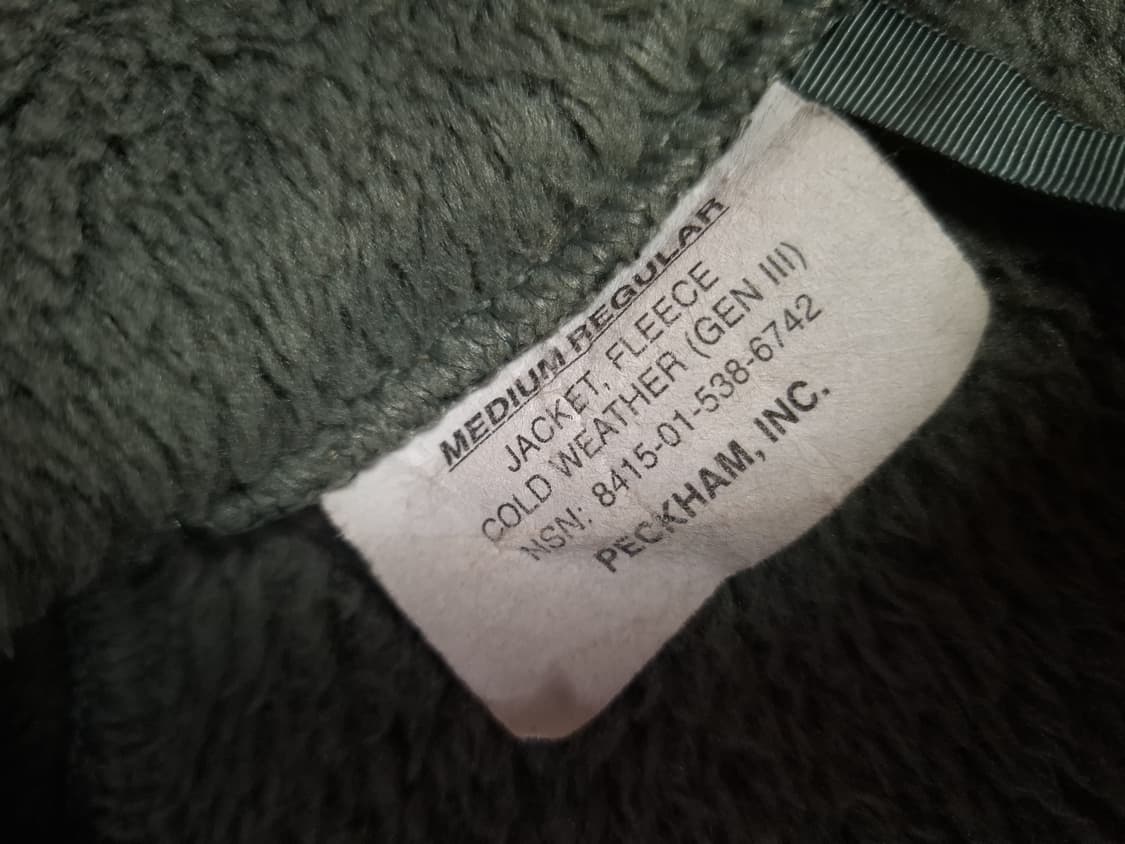 MEDIUM REGULAR
JACKET, FLEECE
COLD WEATHER (GEN III)
NSN: 8415-01-538-6742
PECKHAM, INC.